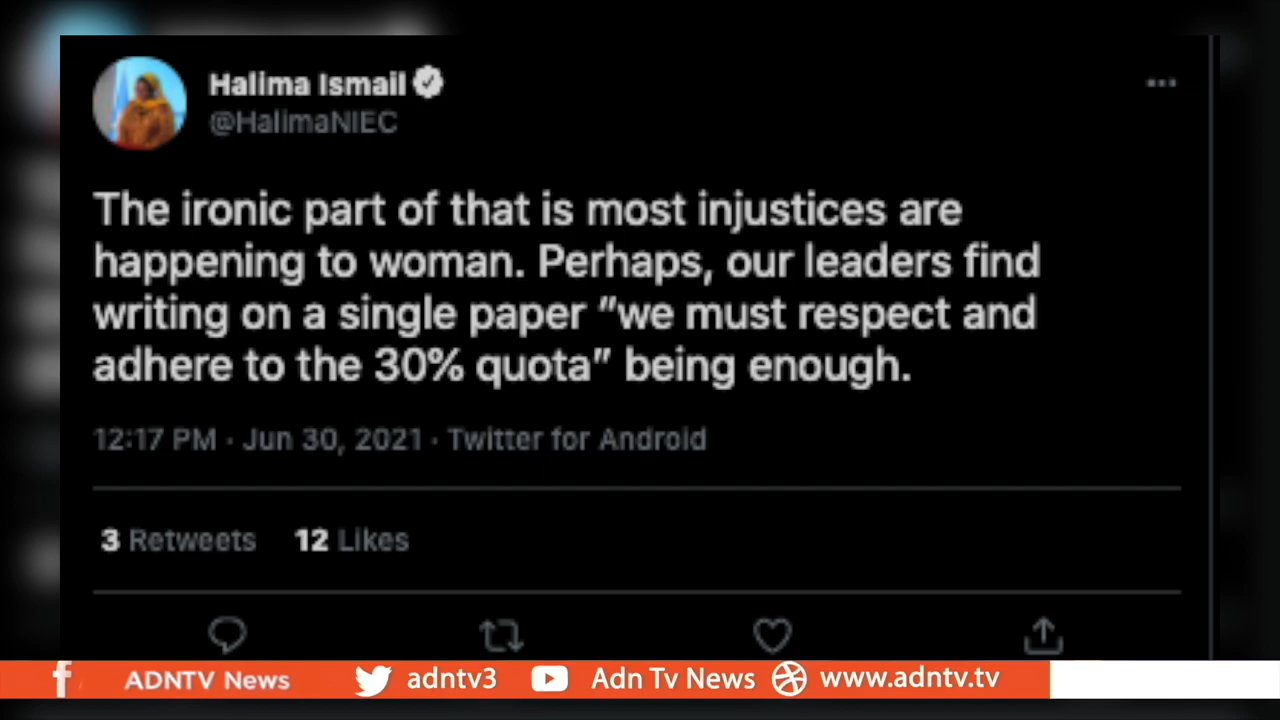 Halima Ismail
@HalimaNIEC
The ironic part of that is most injustices are
happening to woman. Perhaps, our leaders find
writing on a single paper "we must respect and
adhere to the 30% quota" being enough.
12:17 PM · Jun 30, 2021 · Twitter for Android
3 Retweets 12 Likes
ADNTV News adntv3 Adn Tv News www.adntv.tv